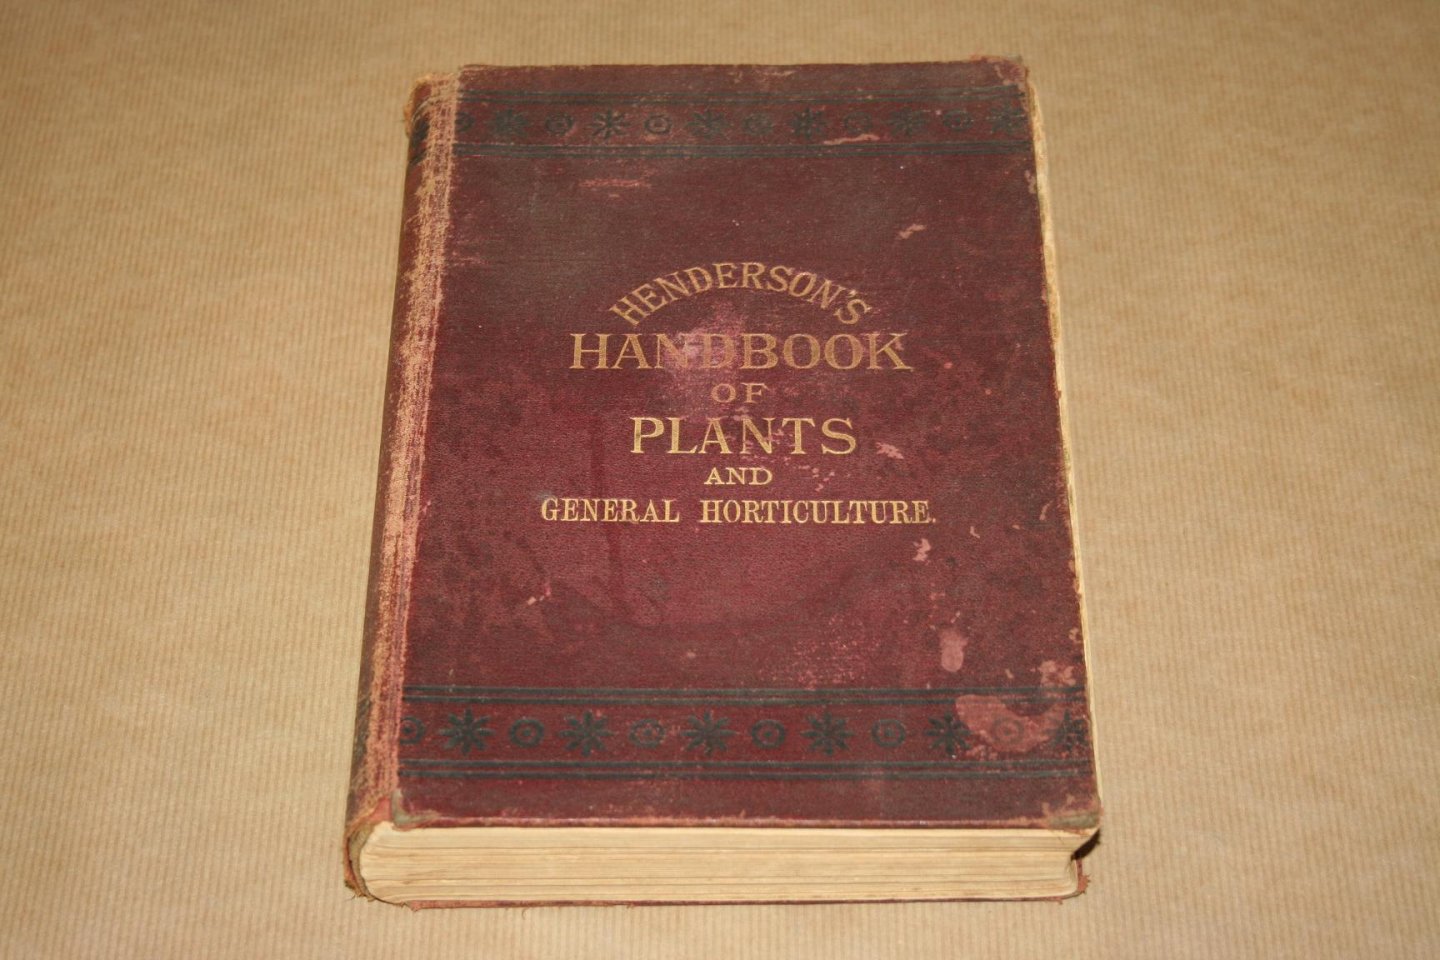 HENDERSON'S
HANDBOOK
OF
PLANTS
AND
GENERAL HORTICULTURE.